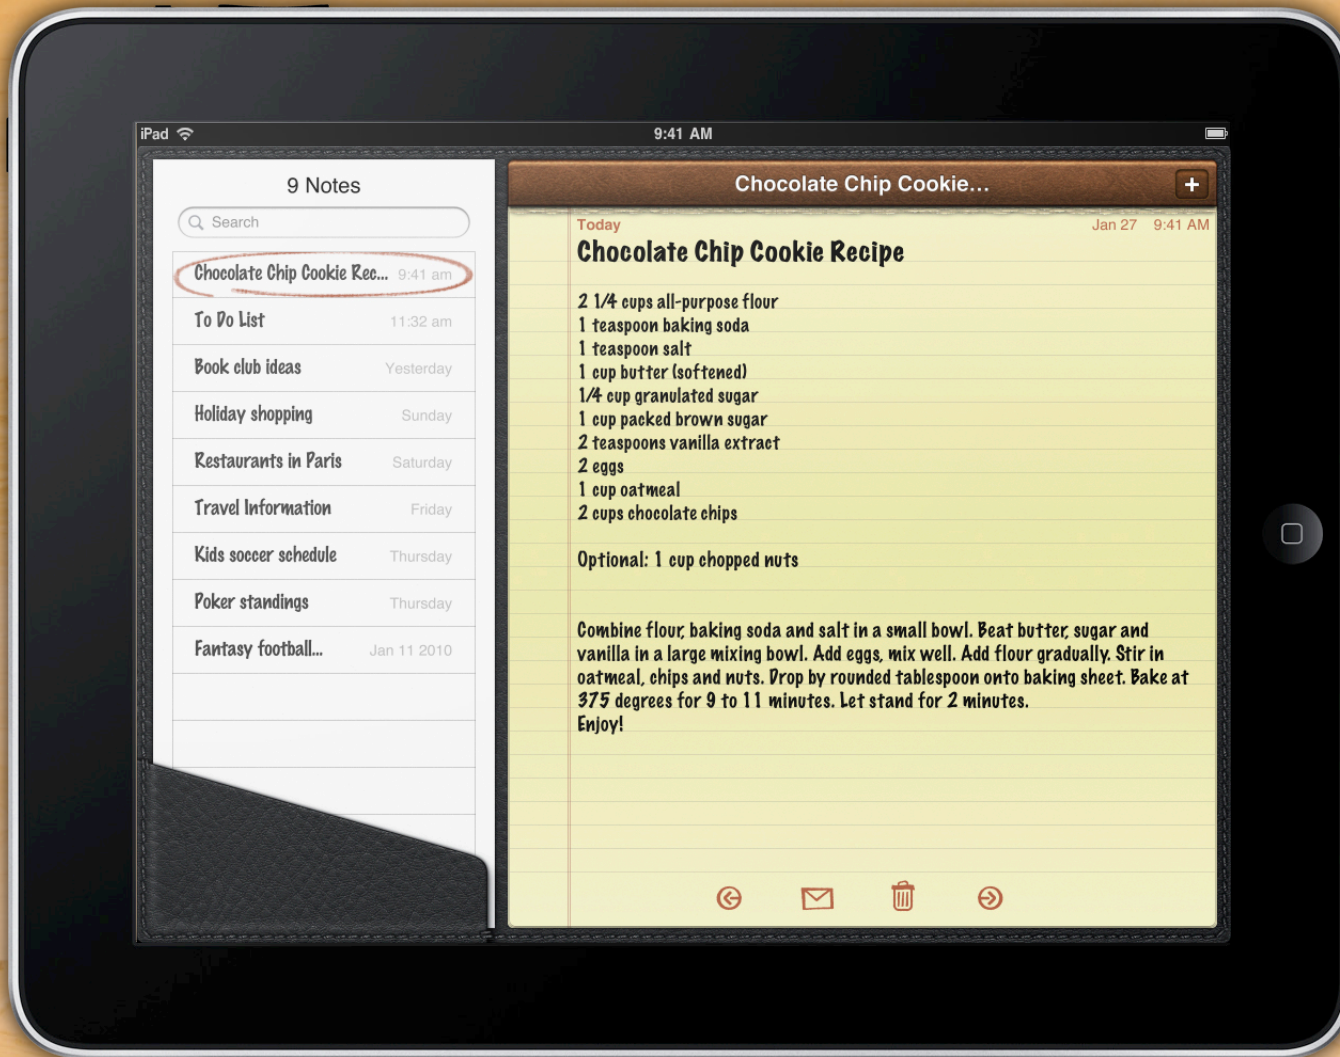 iPad
9:41 AM
9 Notes
Search
Chocolate Chip Cookie Rec... 9:41 am
To Do List 11:32 am
Book club ideas Yesterday
Holiday shopping Sunday
Restaurants in Paris Saturday
Travel Information Friday
Kids soccer schedule Thursday
Poker standings Thursday
Fantasy football... Jan 11 2010
Chocolate Chip Cookie...
Today Jan 27 9:41 AM
Chocolate Chip Cookie Recipe
2 1/4 cups all-purpose flour
1 teaspoon baking soda
1 teaspoon salt
1 cup butter (softened)
1/4 cup granulated sugar
1 cup packed brown sugar
2 teaspoons vanilla extract
2 eggs
1 cup oatmeal
2 cups chocolate chips
Optional: 1 cup chopped nuts
Combine flour, baking soda and salt in a small bowl. Beat butter, sugar and
vanilla in a large mixing bowl. Add eggs, mix well. Add flour gradually. Stir in
oatmeal, chips and nuts. Drop by rounded tablespoon onto baking sheet. Bake at
375 degrees for 9 to 11 minutes. Let stand for 2 minutes.
Enjoy!